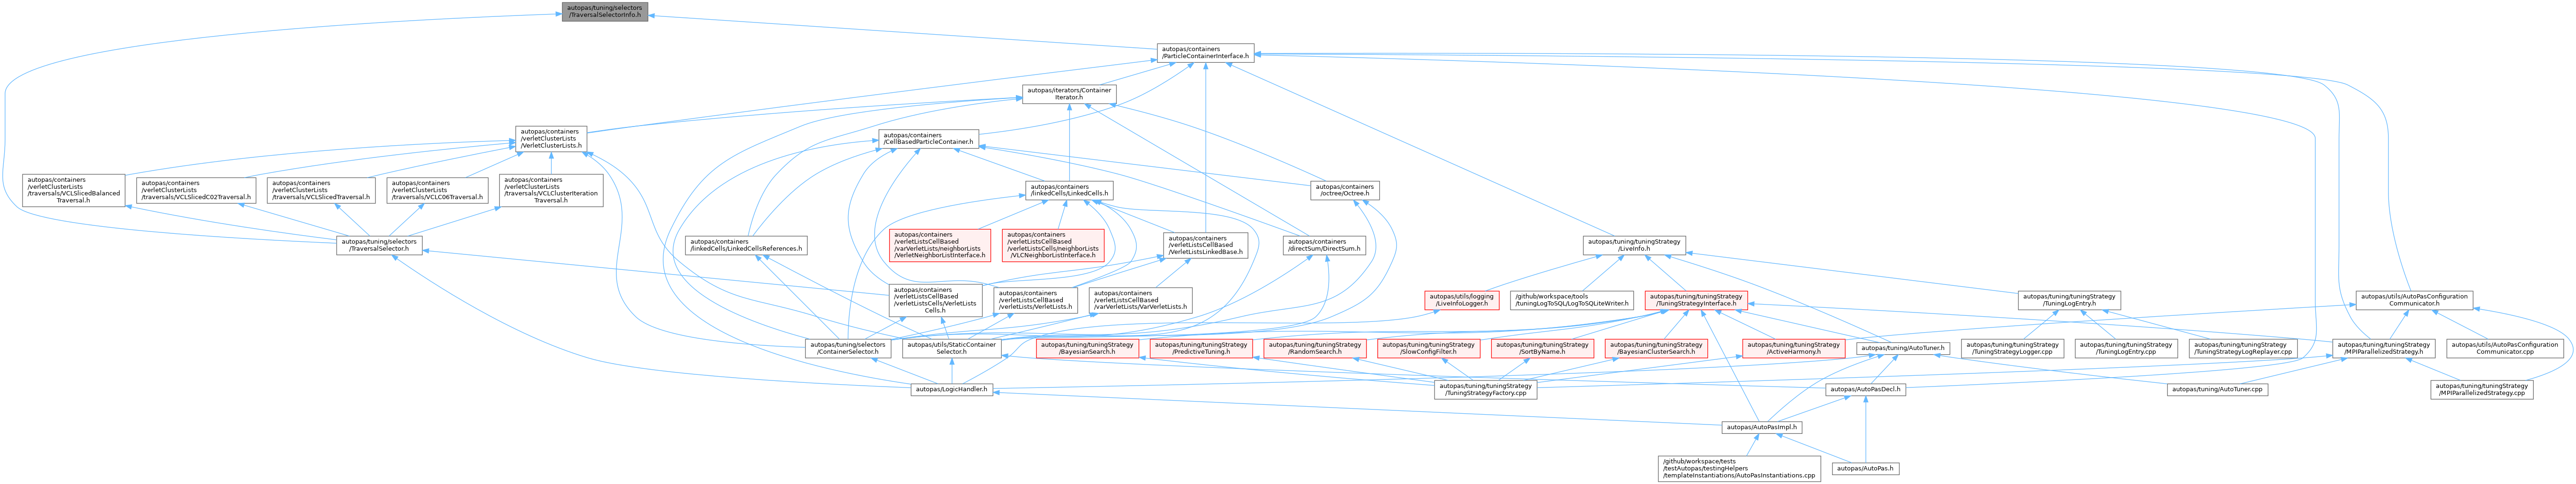 autopas/tuning/selectors
/TraversalSelectorInfo.h
autopas/containers
/ParticleContainerInterface.h
autopas/iterators/Container
Iterator.h
autopas/containers
/verletClusterLists
/VerletClusterLists.h
autopas/containers
/CellBasedParticleContainer.h
autopas/containers
/verletClusterLists
/traversals/VCLSlicedBalanced
Traversal.h
autopas/containers
/verletClusterLists
/traversals/VCLSlicedC02Traversal.h
autopas/containers
/verletClusterLists
/traversals/VCLSlicedTraversal.h
autopas/containers
/verletClusterLists
/traversals/VCLC06Traversal.h
autopas/containers
/verletClusterLists
/traversals/VCLClusterIteration
Traversal.h
autopas/containers
/linkedCells/LinkedCells.h
autopas/containers
/octree/Octree.h
autopas/tuning/selectors
/TraversalSelector.h
autopas/containers
/linkedCells/LinkedCellsReferences.h
autopas/containers
/verletListsCellBased
/varVerletLists/neighborLists
/VerletNeighborListInterface.h
autopas/containers
/verletListsCellBased
/verletListsCells/neighborLists
/VLCNeighborListInterface.h
autopas/containers
/verletListsCellBased
/VerletListsLinkedBase.h
autopas/containers
/directSum/DirectSum.h
autopas/tuning/tuningStrategy
/LiveInfo.h
autopas/containers
/verletListsCellBased
/verletListsCells/VerletLists
Cells.h
autopas/containers
/verletListsCellBased
/verletLists/VerletLists.h
autopas/containers
/verletListsCellBased
/varVerletLists/VarVerletLists.h
autopas/utils/logging
/LiveInfoLogger.h
/github/workspace/tools
/tuningLogToSQL/LogToSQLiteWriter.h
autopas/tuning/tuningStrategy
/TuningStrategyInterface.h
autopas/tuning/tuningStrategy
/TuningLogEntry.h
autopas/utils/AutoPasConfiguration
Communicator.h
autopas/tuning/selectors
/ContainerSelector.h
autopas/utils/StaticContainer
Selector.h
autopas/tuning/tuningStrategy
/BayesianSearch.h
autopas/tuning/tuningStrategy
/PredictiveTuning.h
autopas/tuning/tuningStrategy
/RandomSearch.h
autopas/tuning/tuningStrategy
/SlowConfigFilter.h
autopas/tuning/tuningStrategy
/SortByName.h
autopas/tuning/tuningStrategy
/BayesianClusterSearch.h
autopas/tuning/tuningStrategy
/ActiveHarmony.h
autopas/tuning/AutoTuner.h
autopas/tuning/tuningStrategy
/TuningStrategyLogger.cpp
autopas/tuning/tuningStrategy
/TuningLogEntry.cpp
autopas/tuning/tuningStrategy
/TuningStrategyLogReplayer.cpp
autopas/tuning/tuningStrategy
/MPIParallelizedStrategy.h
autopas/utils/AutoPasConfiguration
Communicator.cpp
autopas/LogicHandler.h
autopas/tuning/tuningStrategy
/TuningStrategyFactory.cpp
autopas/AutoPasDecl.h
autopas/tuning/AutoTuner.cpp
autopas/tuning/tuningStrategy
/MPIParallelizedStrategy.cpp
autopas/AutoPasImpl.h
/github/workspace/tests
/testAutopas/testingHelpers
/templateInstantiations/AutoPasInstantiations.cpp
autopas/AutoPas.h